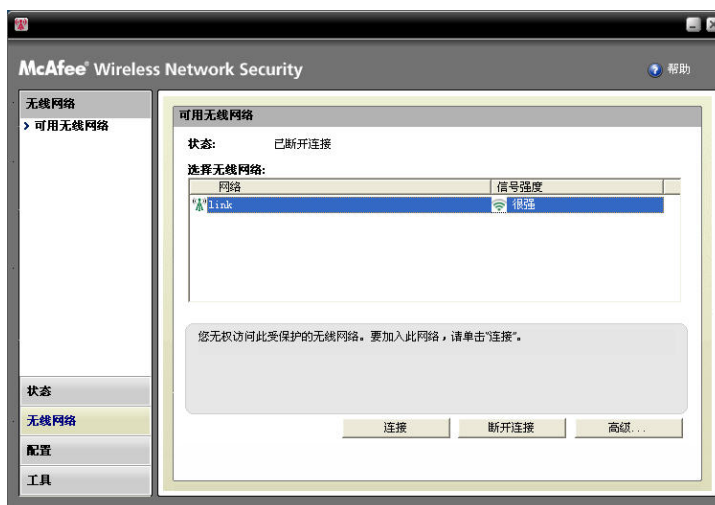 McAfee® Wireless Network Security
帮助
无线网络
可用无线网络
状态
无线网络
配置
工具
可用无线网络
状态: 已断开连接
选择无线网络:
网络 信号强度
link 很强
您无权访问此受保护的无线网络。要加入此网络，请单击“连接”。
连接 断开连接 高级...